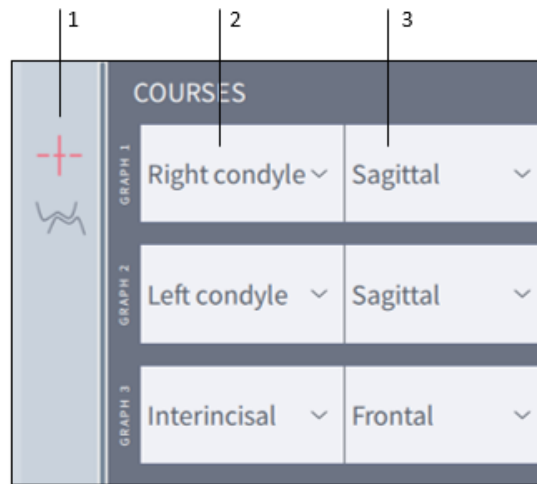 1 2 3
COURSES
GRAPH 1 Right condyle Sagittal
GRAPH 2 Left condyle Sagittal
GRAPH 3 Interincisal Frontal